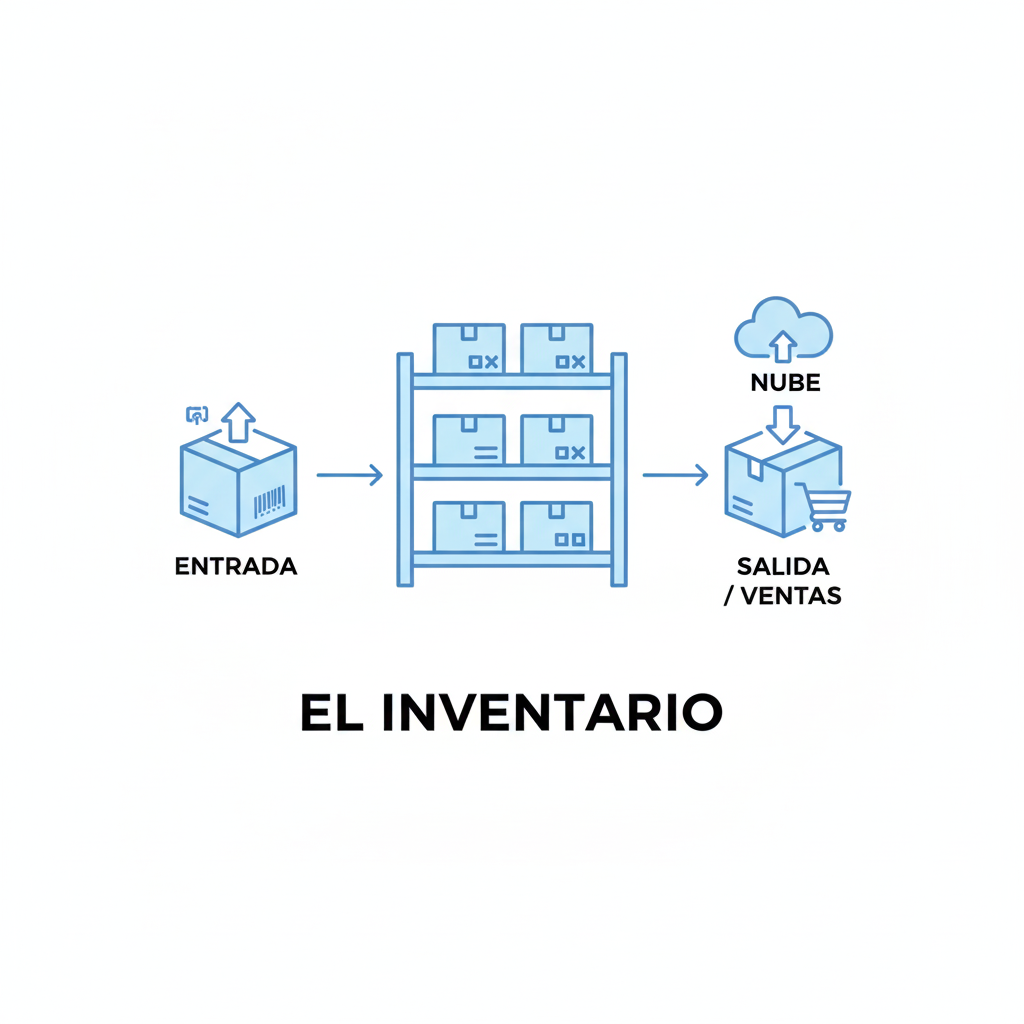 NUBE
ENTRADA
SALIDA
/ VENTAS
EL INVENTARIO